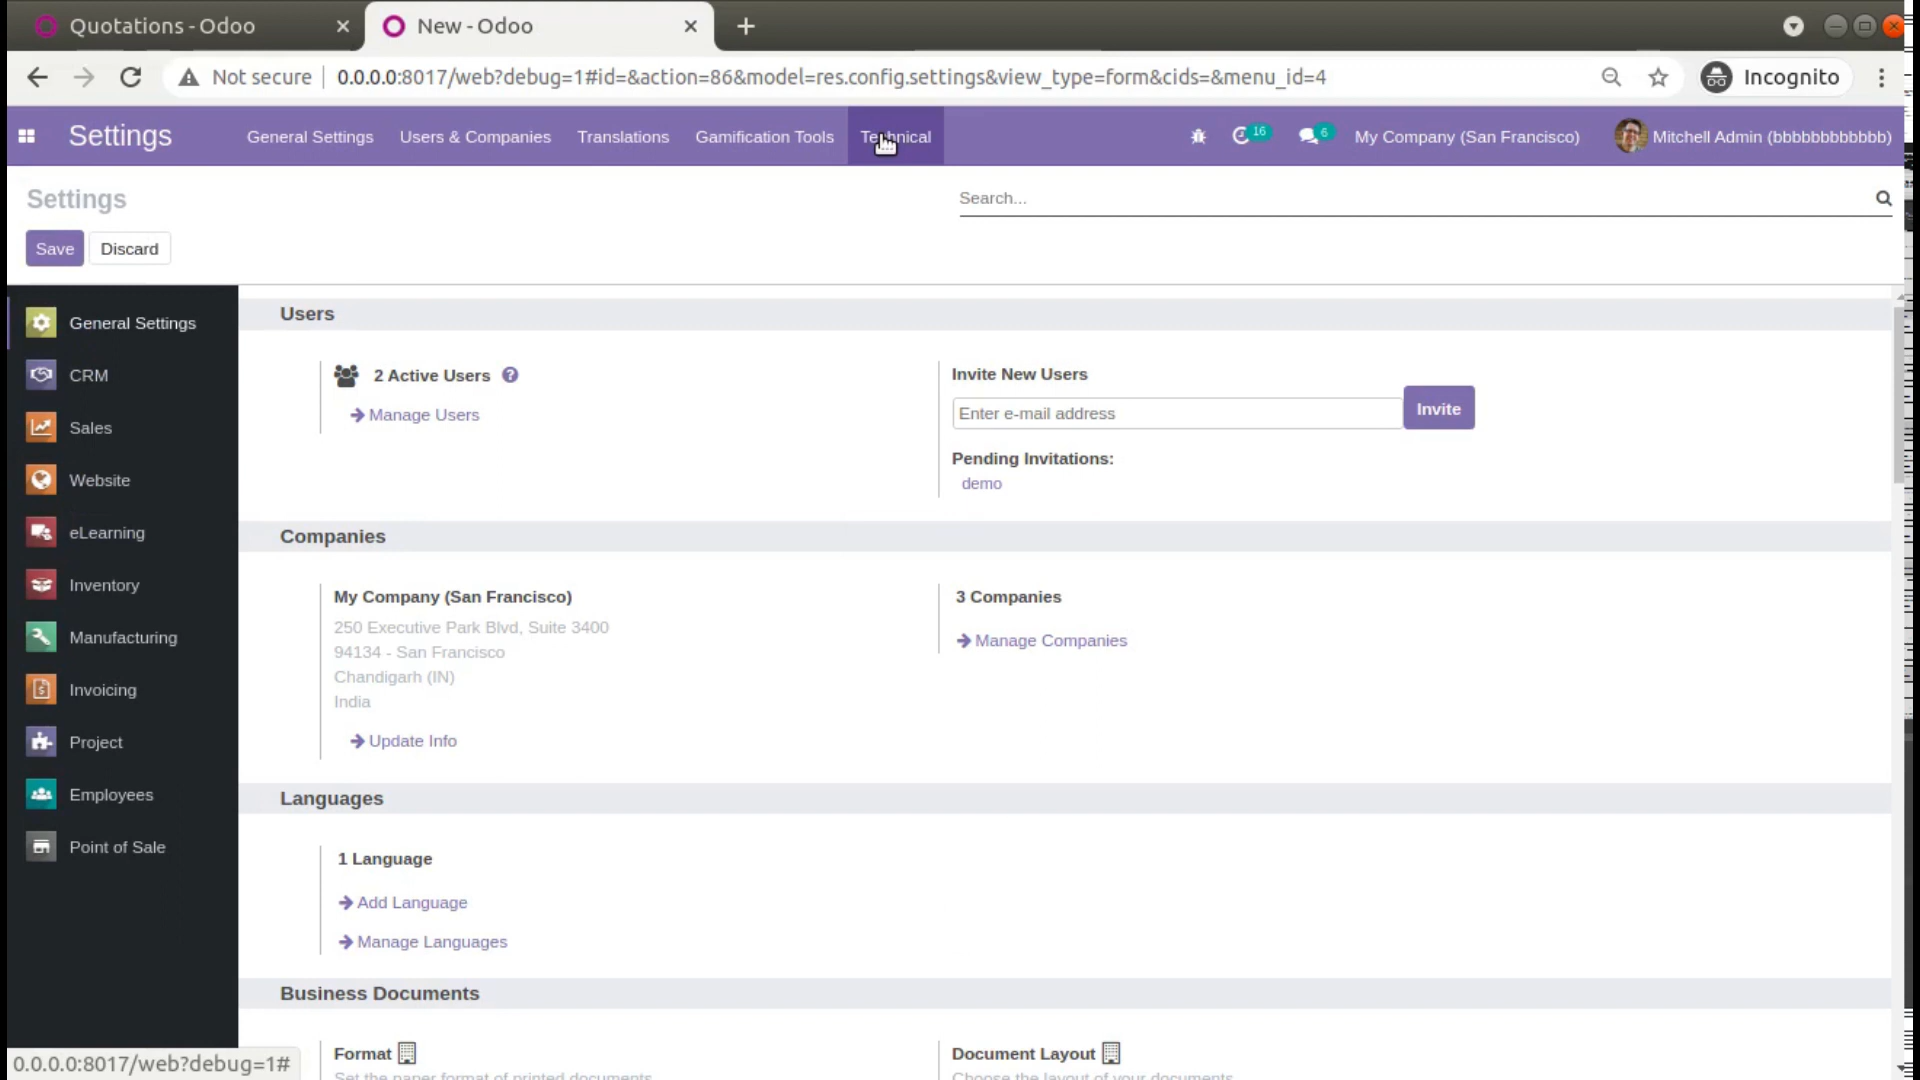 Quotations - Odoo
New - Odoo
Not secure
0.0.0.0:8017/web?debug=1#id=&action=86&model=res.config.settings&view_type=form&cids=&menu_id=4
Incognito
Settings
General Settings
Users & Companies
Translations
Gamification Tools
Technical
16
6
My Company (San Francisco)
Mitchell Admin (bbbbbbbbbbbb)
Settings
Search...
Save
Discard
General Settings
CRM
Sales
Website
eLearning
Inventory
Manufacturing
Invoicing
Project
Employees
Point of Sale
Users
2 Active Users
Manage Users
Invite New Users
Enter e-mail address
Invite
Pending Invitations:
demo
Companies
My Company (San Francisco)
250 Executive Park Blvd, Suite 3400
94134 - San Francisco
Chandigarh (IN)
India
Update Info
3 Companies
Manage Companies
Languages
1 Language
Add Language
Manage Languages
Business Documents
Format
Set the paper format of printed documents
Document Layout
Choose the layout of your documents
0.0.0.0:8017/web?debug=1#